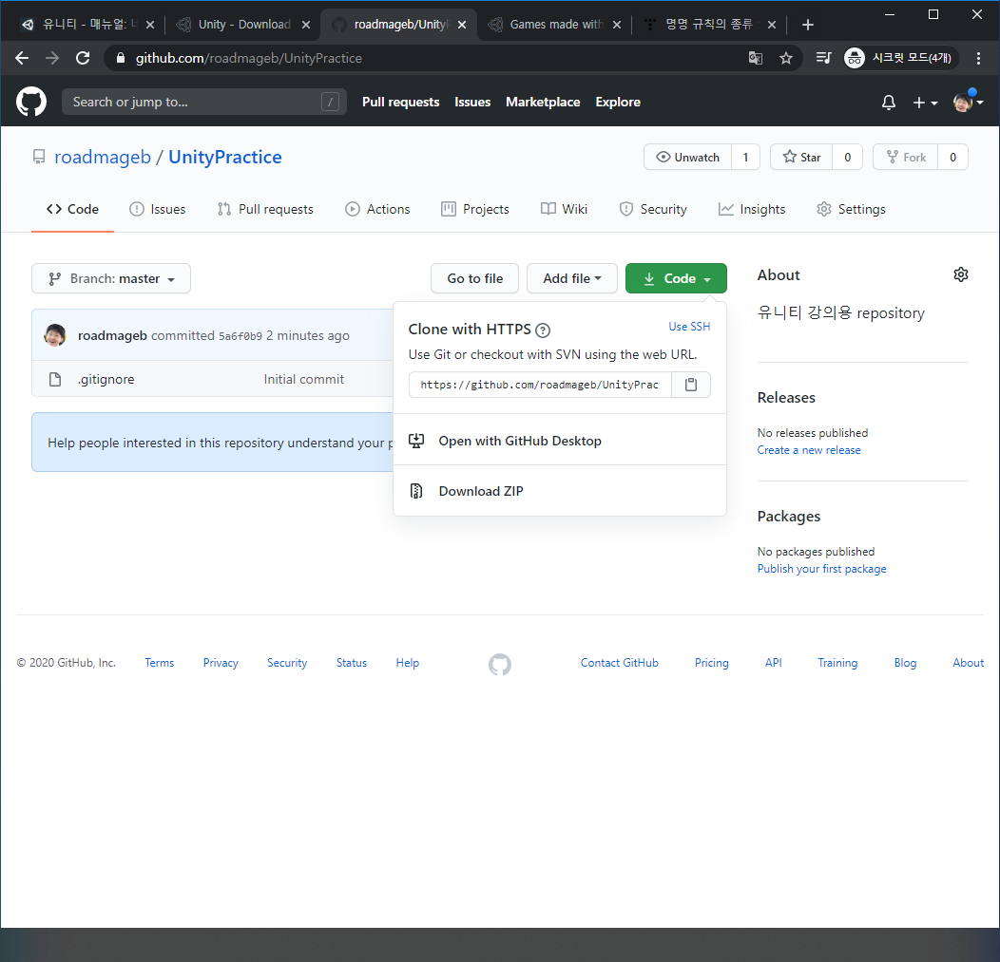 유니티 - 매뉴얼:
Unity - Download
roadmageb/Unity
Games made with
명명 규칙의 종류
github.com/roadmageb/UnityPractice
시크릿 모드(4개)
Search or jump to...
/
Pull requests
Issues
Marketplace
Explore
roadmageb / UnityPractice
Unwatch 1
Star 0
Fork 0
Code
Issues
Pull requests
Actions
Projects
Wiki
Security
Insights
Settings
Branch: master
Go to file
Add file
Code
About
유니티 강의용 repository
roadmageb committed 5a6f0b9 2 minutes ago
.gitignore
Initial commit
Help people interested in this repository understand your p
Clone with HTTPS
?
Use SSH
Use Git or checkout with SVN using the web URL.
https://github.com/roadmageb/UnityPrac
Open with GitHub Desktop
Download ZIP
Releases
No releases published
Create a new release
Packages
No packages published
Publish your first package
© 2020 GitHub, Inc.
Terms
Privacy
Security
Status
Help
Contact GitHub
Pricing
API
Training
Blog
About